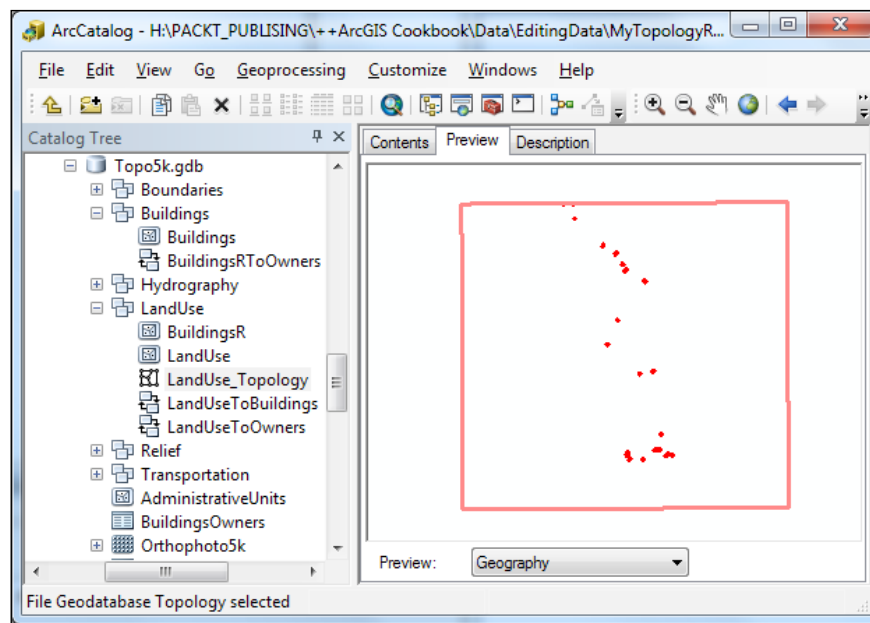 ArcCatalog - H:\PACKT_PUBLISING\++ArcGIS Cookbook\Data\EditingData\MyTopologyR...
File Edit View Go Geoprocessing Customize Windows Help
Catalog Tree
Contents Preview Description
Topo5k.gdb
Boundaries
Buildings
Buildings
BuildingsRToOwners
Hydrography
LandUse
BuildingsR
LandUse
LandUse_Topology
LandUseToBuildings
LandUseToOwners
Relief
Transportation
AdministrativeUnits
BuildingsOwners
Orthophoto5k
Preview: Geography
File Geodatabase Topology selected